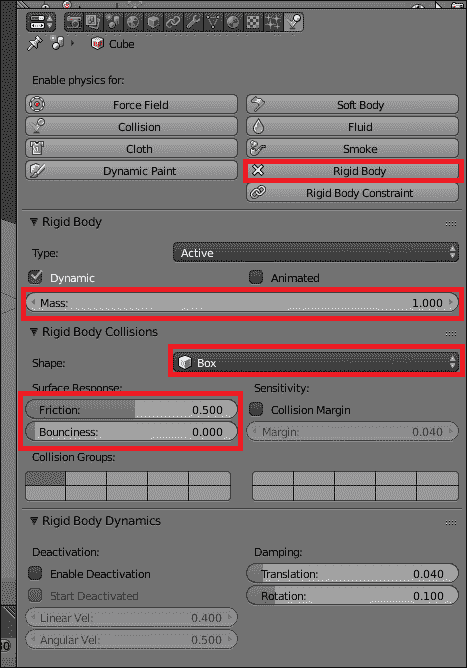 Cube
Enable physics for:
Force Field Soft Body
Collision Fluid
Cloth Smoke
Dynamic Paint Rigid Body
Rigid Body Constraint
Rigid Body
Type: Active
Dynamic Animated
Mass: 1.000
Rigid Body Collisions
Shape: Box
Surface Response: Sensitivity:
Friction: 0.500 Collision Margin
Bounciness: 0.000 Margin: 0.040
Collision Groups:
Rigid Body Dynamics
Deactivation: Damping:
Enable Deactivation Translation: 0.040
Start Deactivated Rotation: 0.100
Linear Vel: 0.400
Angular Vel: 0.500